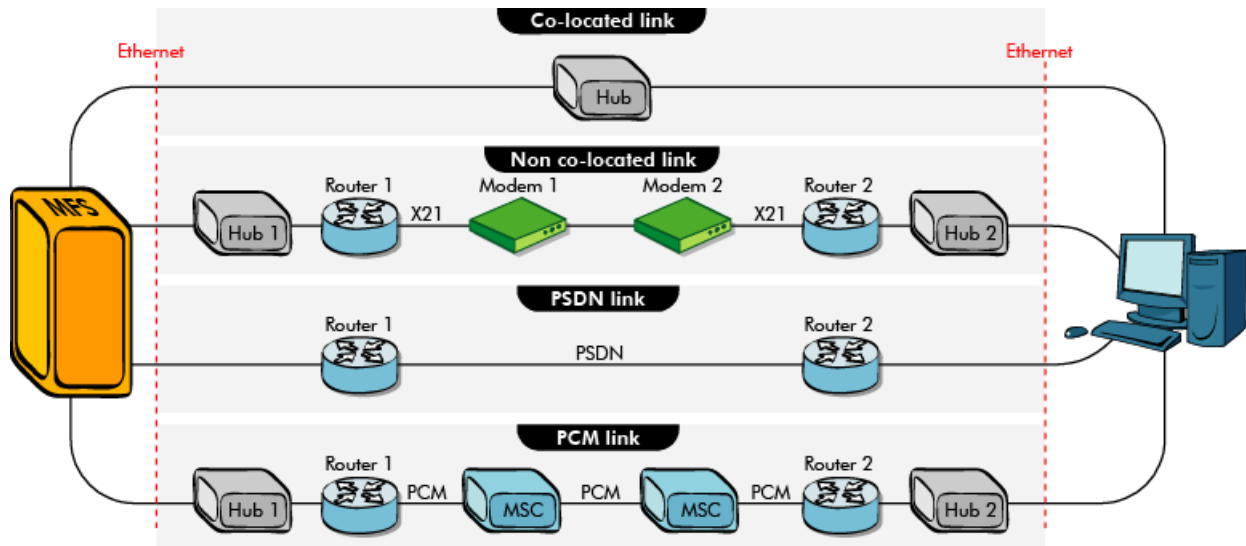 Co-located link
Ethernet Ethernet
Hub
Non co-located link
Router 1 Modem 1 Modem 2 Router 2
MFS
Hub 1 X21 X21 Hub 2
PSDN link
Router 1 Router 2
PSDN
PCM link
Router 1 Router 2
Hub 1 PCM MSC PCM MSC PCM Hub 2